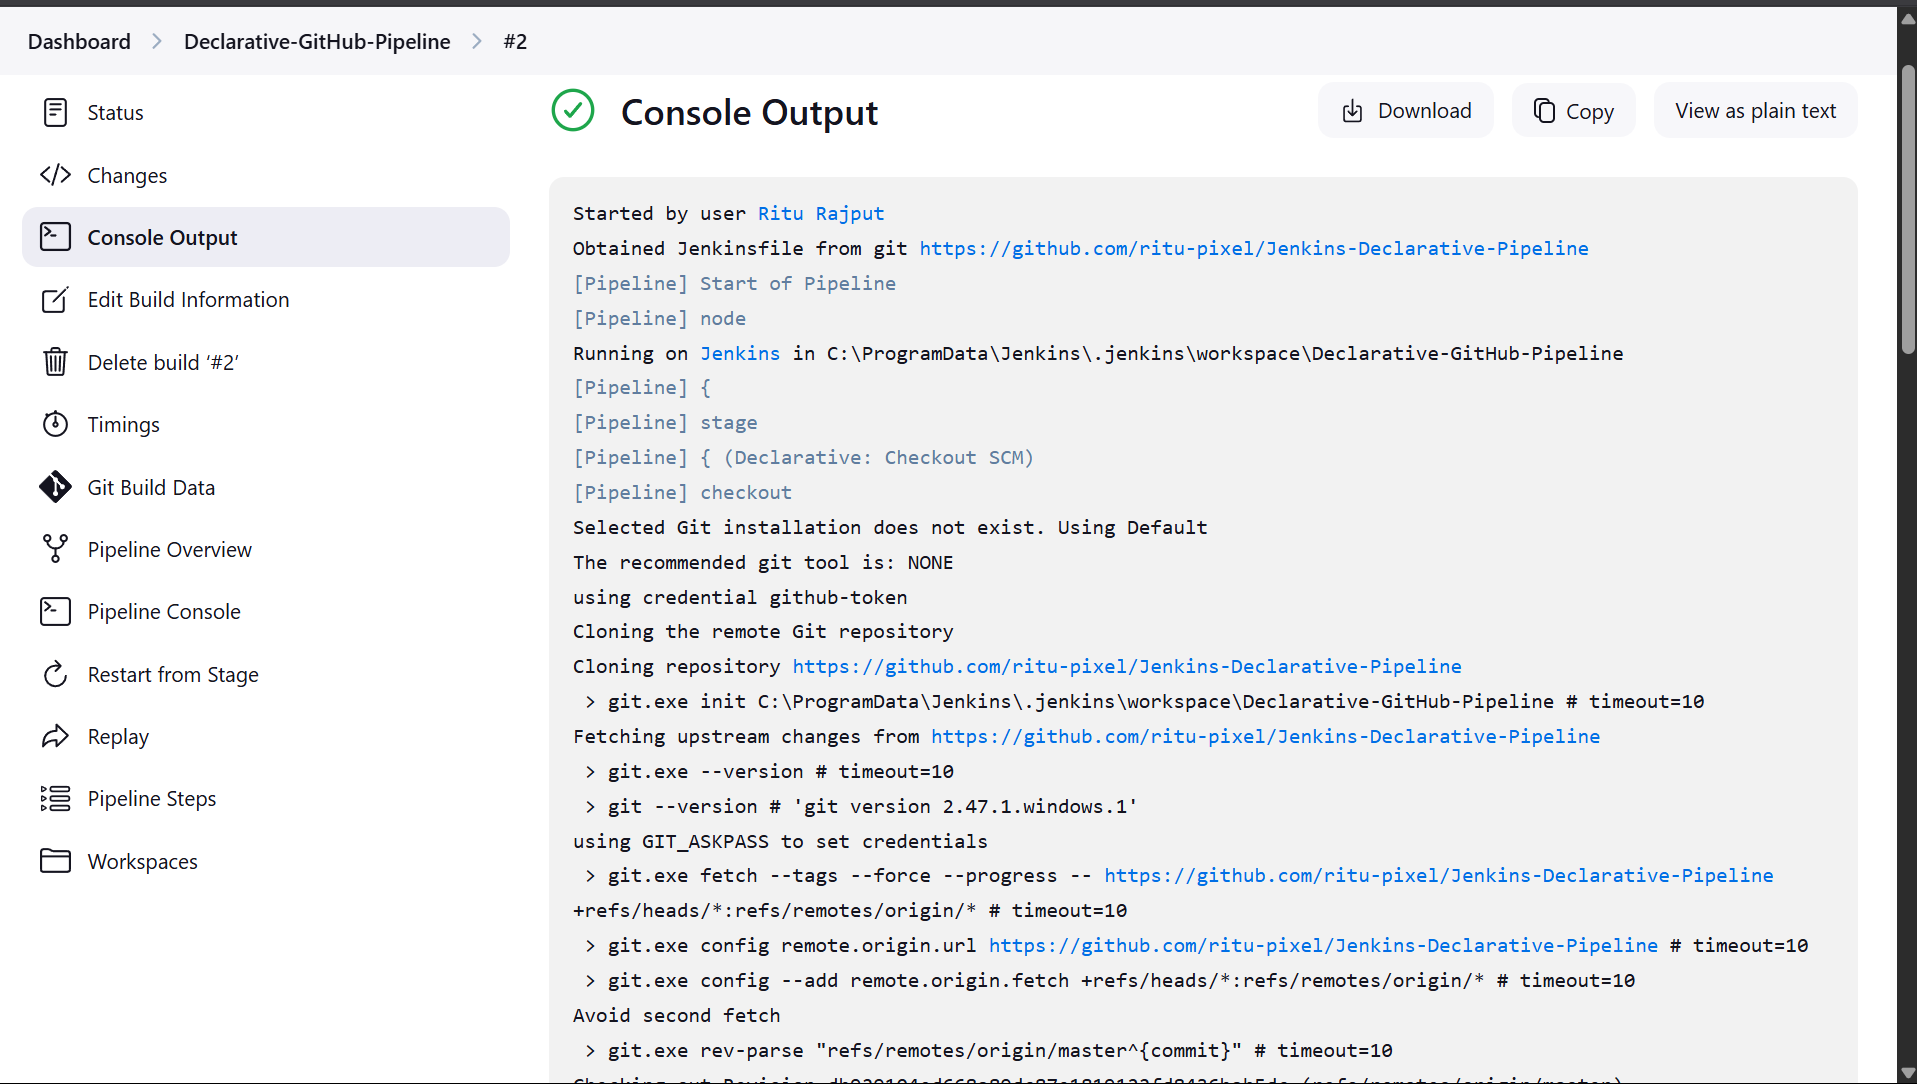 Dashboard > Declarative-GitHub-Pipeline > #2
Status
Changes
Console Output
Edit Build Information
Delete build ‘#2’
Timings
Git Build Data
Pipeline Overview
Pipeline Console
Restart from Stage
Replay
Pipeline Steps
Workspaces
Console Output
Download
Copy
View as plain text
Started by user Ritu Rajput
Obtained Jenkinsfile from git https://github.com/ritu-pixel/Jenkins-Declarative-Pipeline
[Pipeline] Start of Pipeline
[Pipeline] node
Running on Jenkins in C:\ProgramData\Jenkins\.jenkins\workspace\Declarative-GitHub-Pipeline
[Pipeline] {
[Pipeline] stage
[Pipeline] { (Declarative: Checkout SCM)
[Pipeline] checkout
Selected Git installation does not exist. Using Default
The recommended git tool is: NONE
using credential github-token
Cloning the remote Git repository
Cloning repository https://github.com/ritu-pixel/Jenkins-Declarative-Pipeline
 > git.exe init C:\ProgramData\Jenkins\.jenkins\workspace\Declarative-GitHub-Pipeline # timeout=10
Fetching upstream changes from https://github.com/ritu-pixel/Jenkins-Declarative-Pipeline
 > git.exe --version # timeout=10
 > git --version # 'git version 2.47.1.windows.1'
using GIT_ASKPASS to set credentials
 > git.exe fetch --tags --force --progress -- https://github.com/ritu-pixel/Jenkins-Declarative-Pipeline
+refs/heads/*:refs/remotes/origin/* # timeout=10
 > git.exe config remote.origin.url https://github.com/ritu-pixel/Jenkins-Declarative-Pipeline # timeout=10
 > git.exe config --add remote.origin.fetch +refs/heads/*:refs/remotes/origin/* # timeout=10
Avoid second fetch
 > git.exe rev-parse "refs/remotes/origin/master^{commit}" # timeout=10
Checking out Revision (refs/remotes/origin/master)